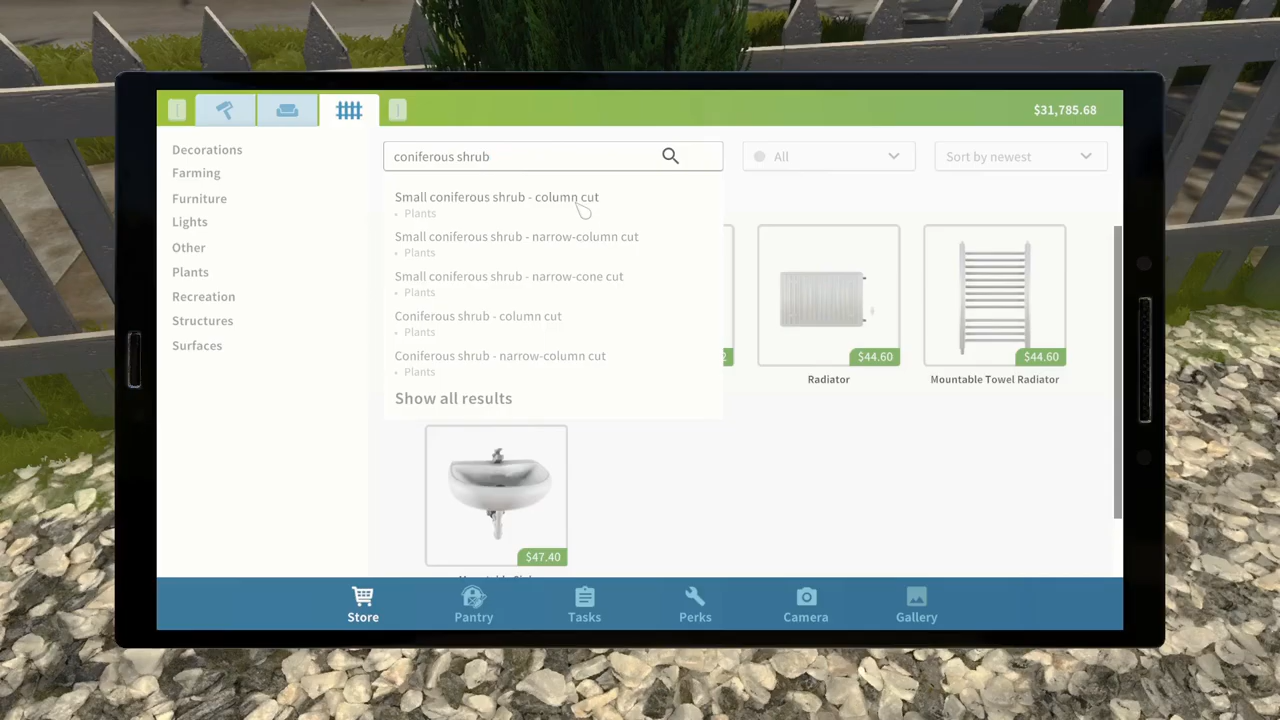 $31,785.68
Decorations
Farming
Furniture
Lights
Other
Plants
Recreation
Structures
Surfaces
coniferous shrub
All
Sort by newest
Small coniferous shrub - column cut
• Plants
Small coniferous shrub - narrow-column cut
• Plants
Small coniferous shrub - narrow-cone cut
• Plants
Coniferous shrub - column cut
• Plants
Coniferous shrub - narrow-column cut
• Plants
Show all results
$44.60
Radiator
$44.60
Mountable Towel Radiator
$47.40
Store
Pantry
Tasks
Perks
Camera
Gallery